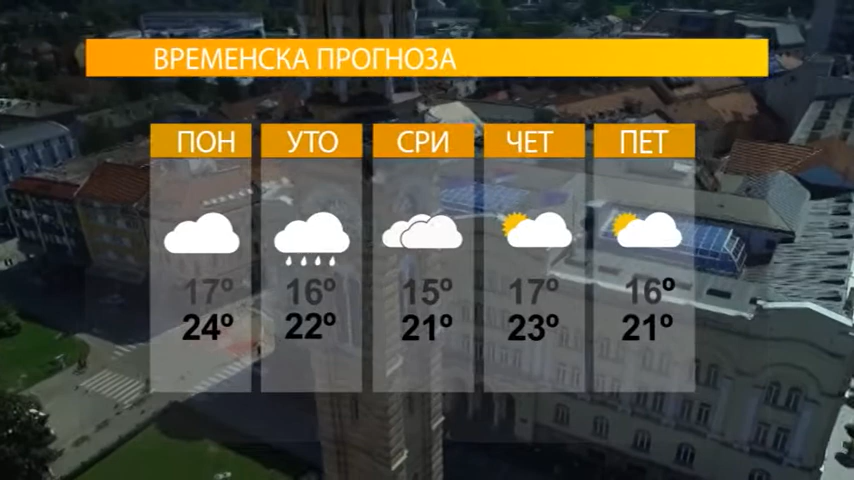 ВРЕМЕНСКА ПРОГНОЗА
ПОН УТО СРИ ЧЕТ ПЕТ
17º 16º 15º 17º 16º
24º 22º 21º 23º 21º